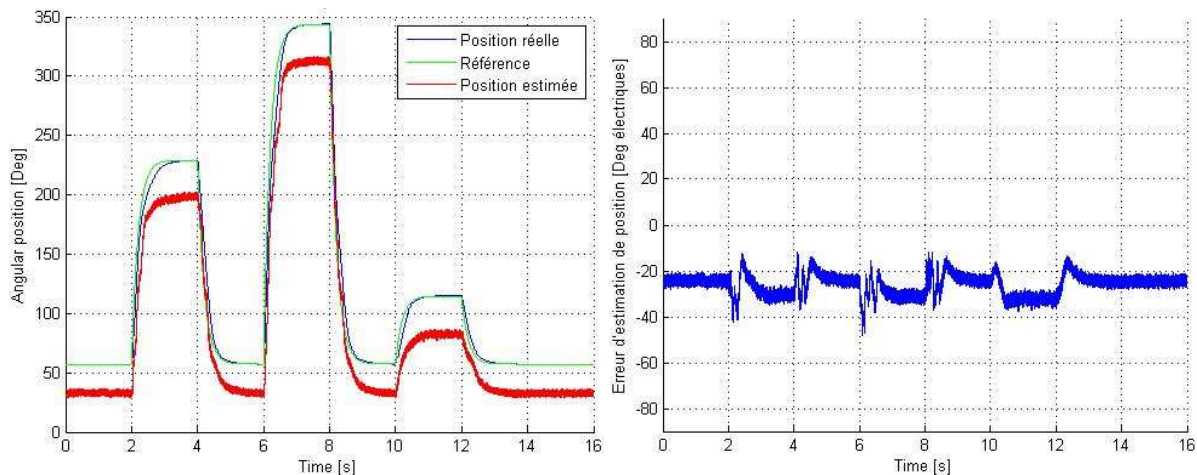 350
300
250
200
150
100
50
0
Angular position [Deg]
Position réelle
Référence
Position estimée
0 2 4 6 8 10 12 14 16
Time [s]
80
60
40
20
0
-20
-40
-60
-80
Erreur d'estimation de position [Deg électriques]
0 2 4 6 8 10 12 14 16
Time [s]